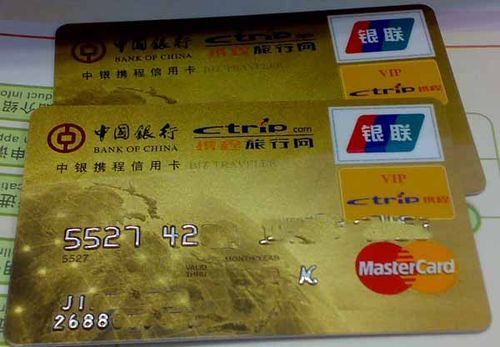 中国银行
BANK OF CHINA
Ctrip
携程旅行网
银联
中银携程信用卡 BIZ TRAVELER
VIP
Ctrip 携程
中国银行
BANK OF CHINA
Ctrip.com
携程旅行网
银联
中银携程信用卡 BIZ TRAVELER
VIP
Ctrip 携程
5527 42
5527
MONTH/YEAR
VALID
THRU
K
MasterCard
JI
2688